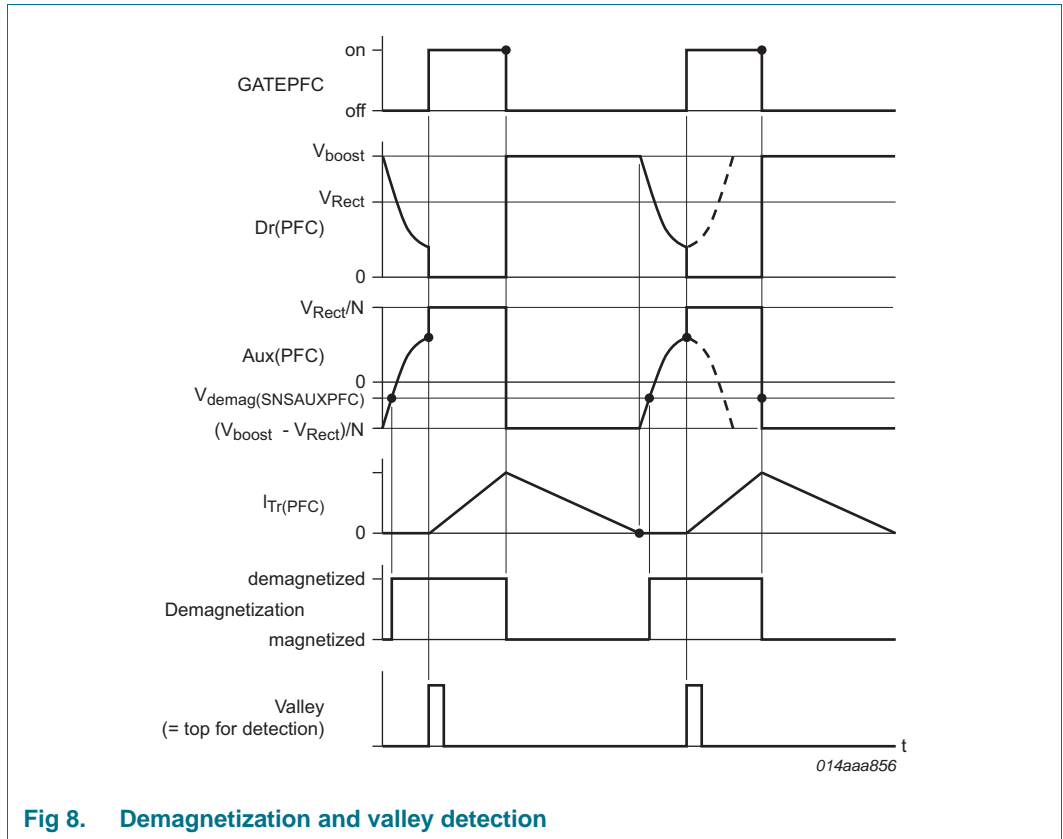 on
GATEPFC
off
Vboost
VRect
Dr(PFC)
0
VRect/N
Aux(PFC)
0
Vdemag(SNSAUXPFC)
(Vboost - VRect)/N
ITr(PFC)
0
demagnetized
Demagnetization
magnetized
Valley
(= top for detection)
t
014aaa856
Fig 8. Demagnetization and valley detection